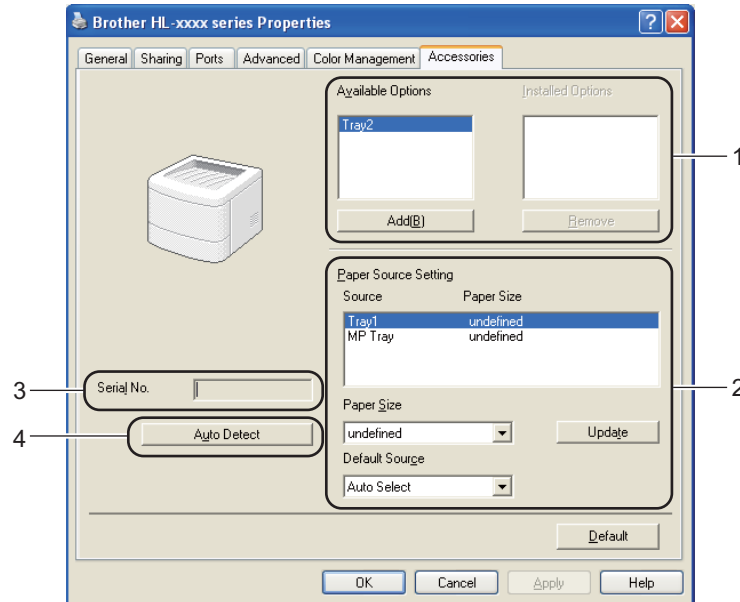 Brother HL-xxxx series Properties
General Sharing Ports Advanced Color Management Accessories
Available Options Installed Options
Tray2
1
Add(B) Remove
Paper Source Setting
Source Paper Size
Tray1 undefined
MP Tray undefined
3 Serial No.
2
Paper Size
4 Auto Detect
undefined Update
Default Source
Auto Select
Default
OK Cancel Apply Help